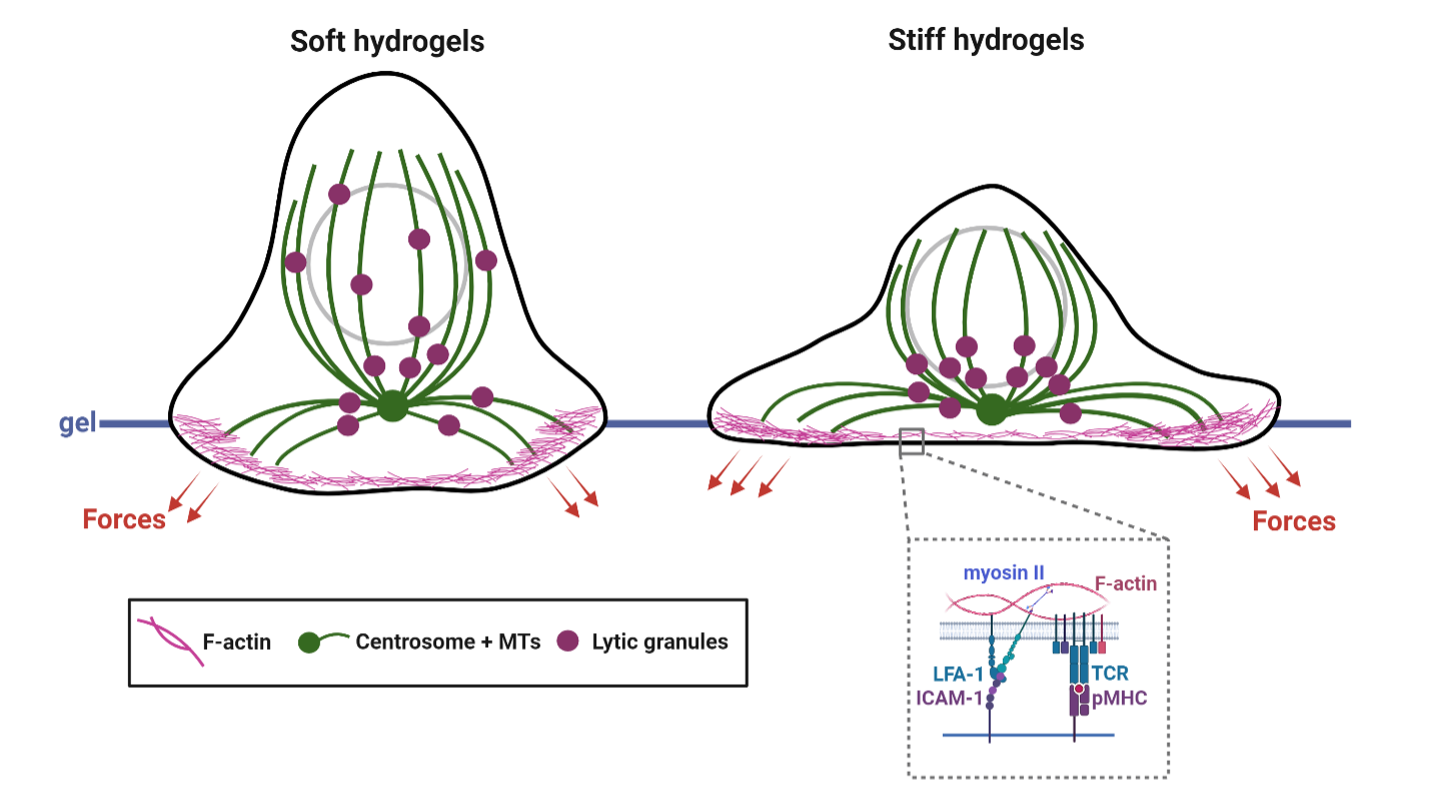 Soft hydrogels
Stiff hydrogels
gel
Forces
Forces
F-actin
Centrosome + MTs
Lytic granules
myosin II
F-actin
LFA-1
TCR
ICAM-1
pMHC